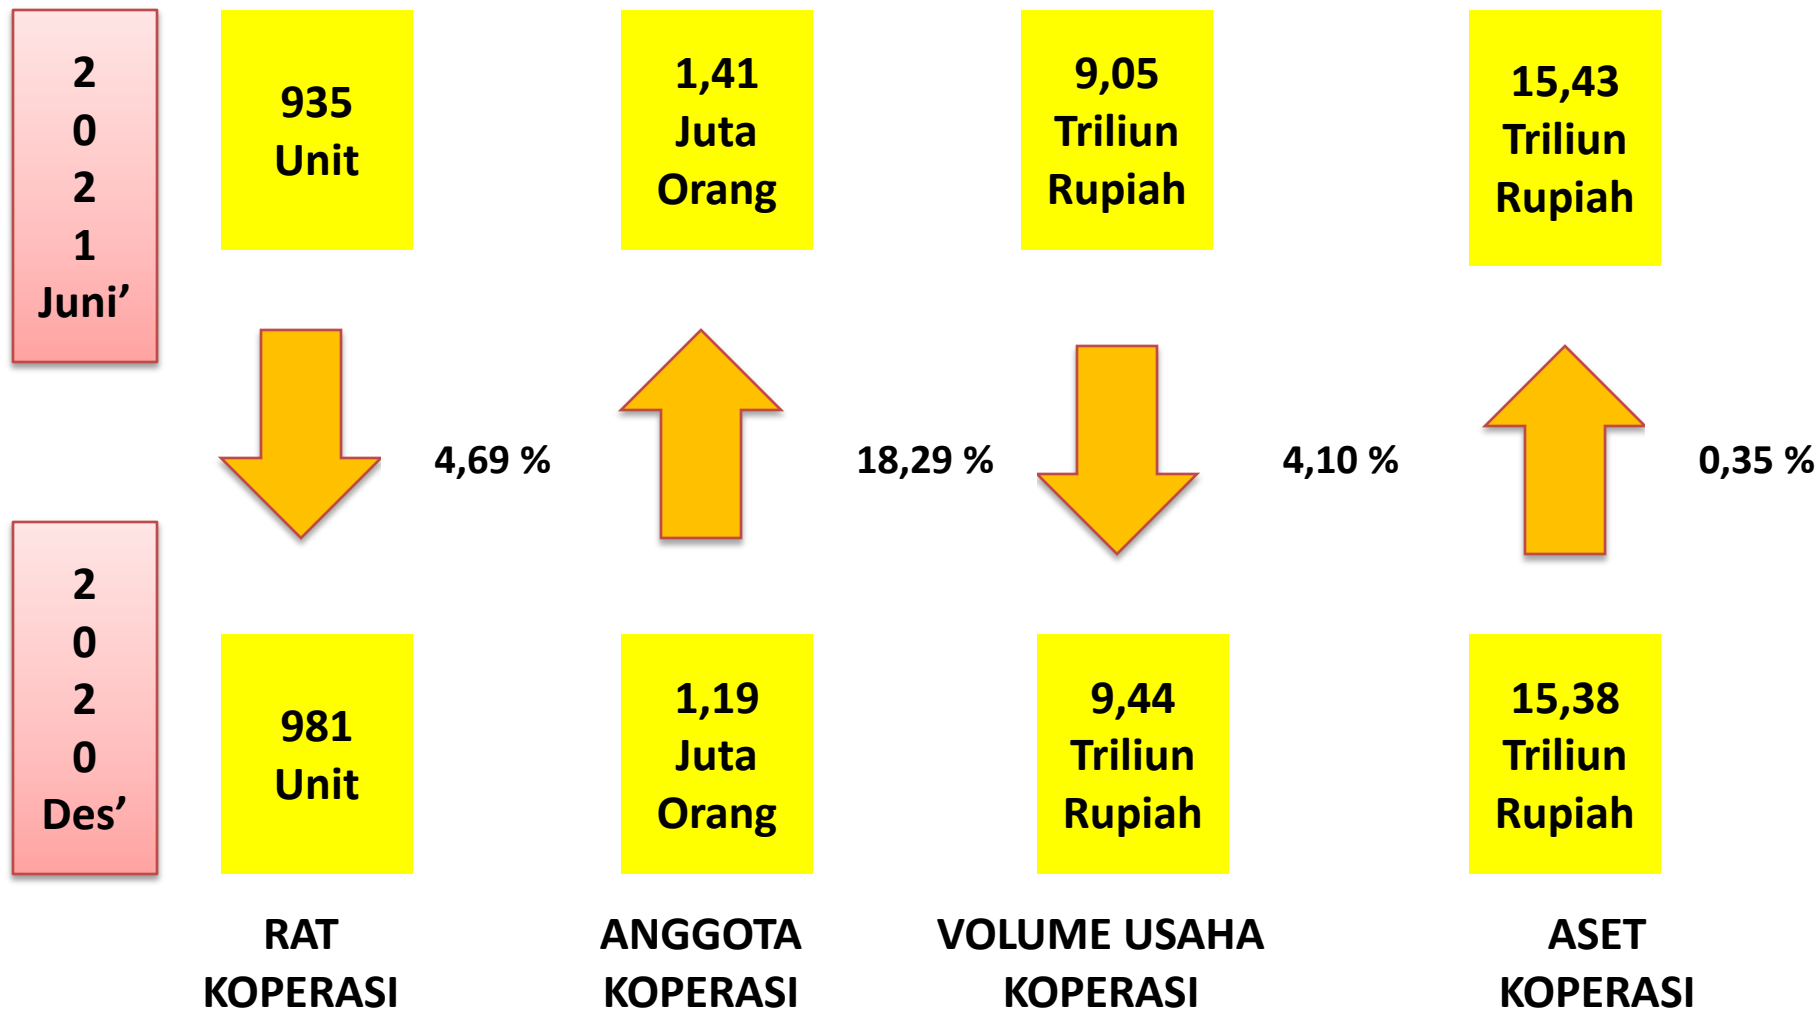 2
0
2
1
Juni’
935
Unit
1,41
Juta
Orang
9,05
Triliun
Rupiah
15,43
Triliun
Rupiah
4,69 %
18,29 %
4,10 %
0,35 %
2
0
2
0
Des’
981
Unit
1,19
Juta
Orang
9,44
Triliun
Rupiah
15,38
Triliun
Rupiah
RAT
KOPERASI
ANGGOTA
KOPERASI
VOLUME USAHA
KOPERASI
ASET
KOPERASI